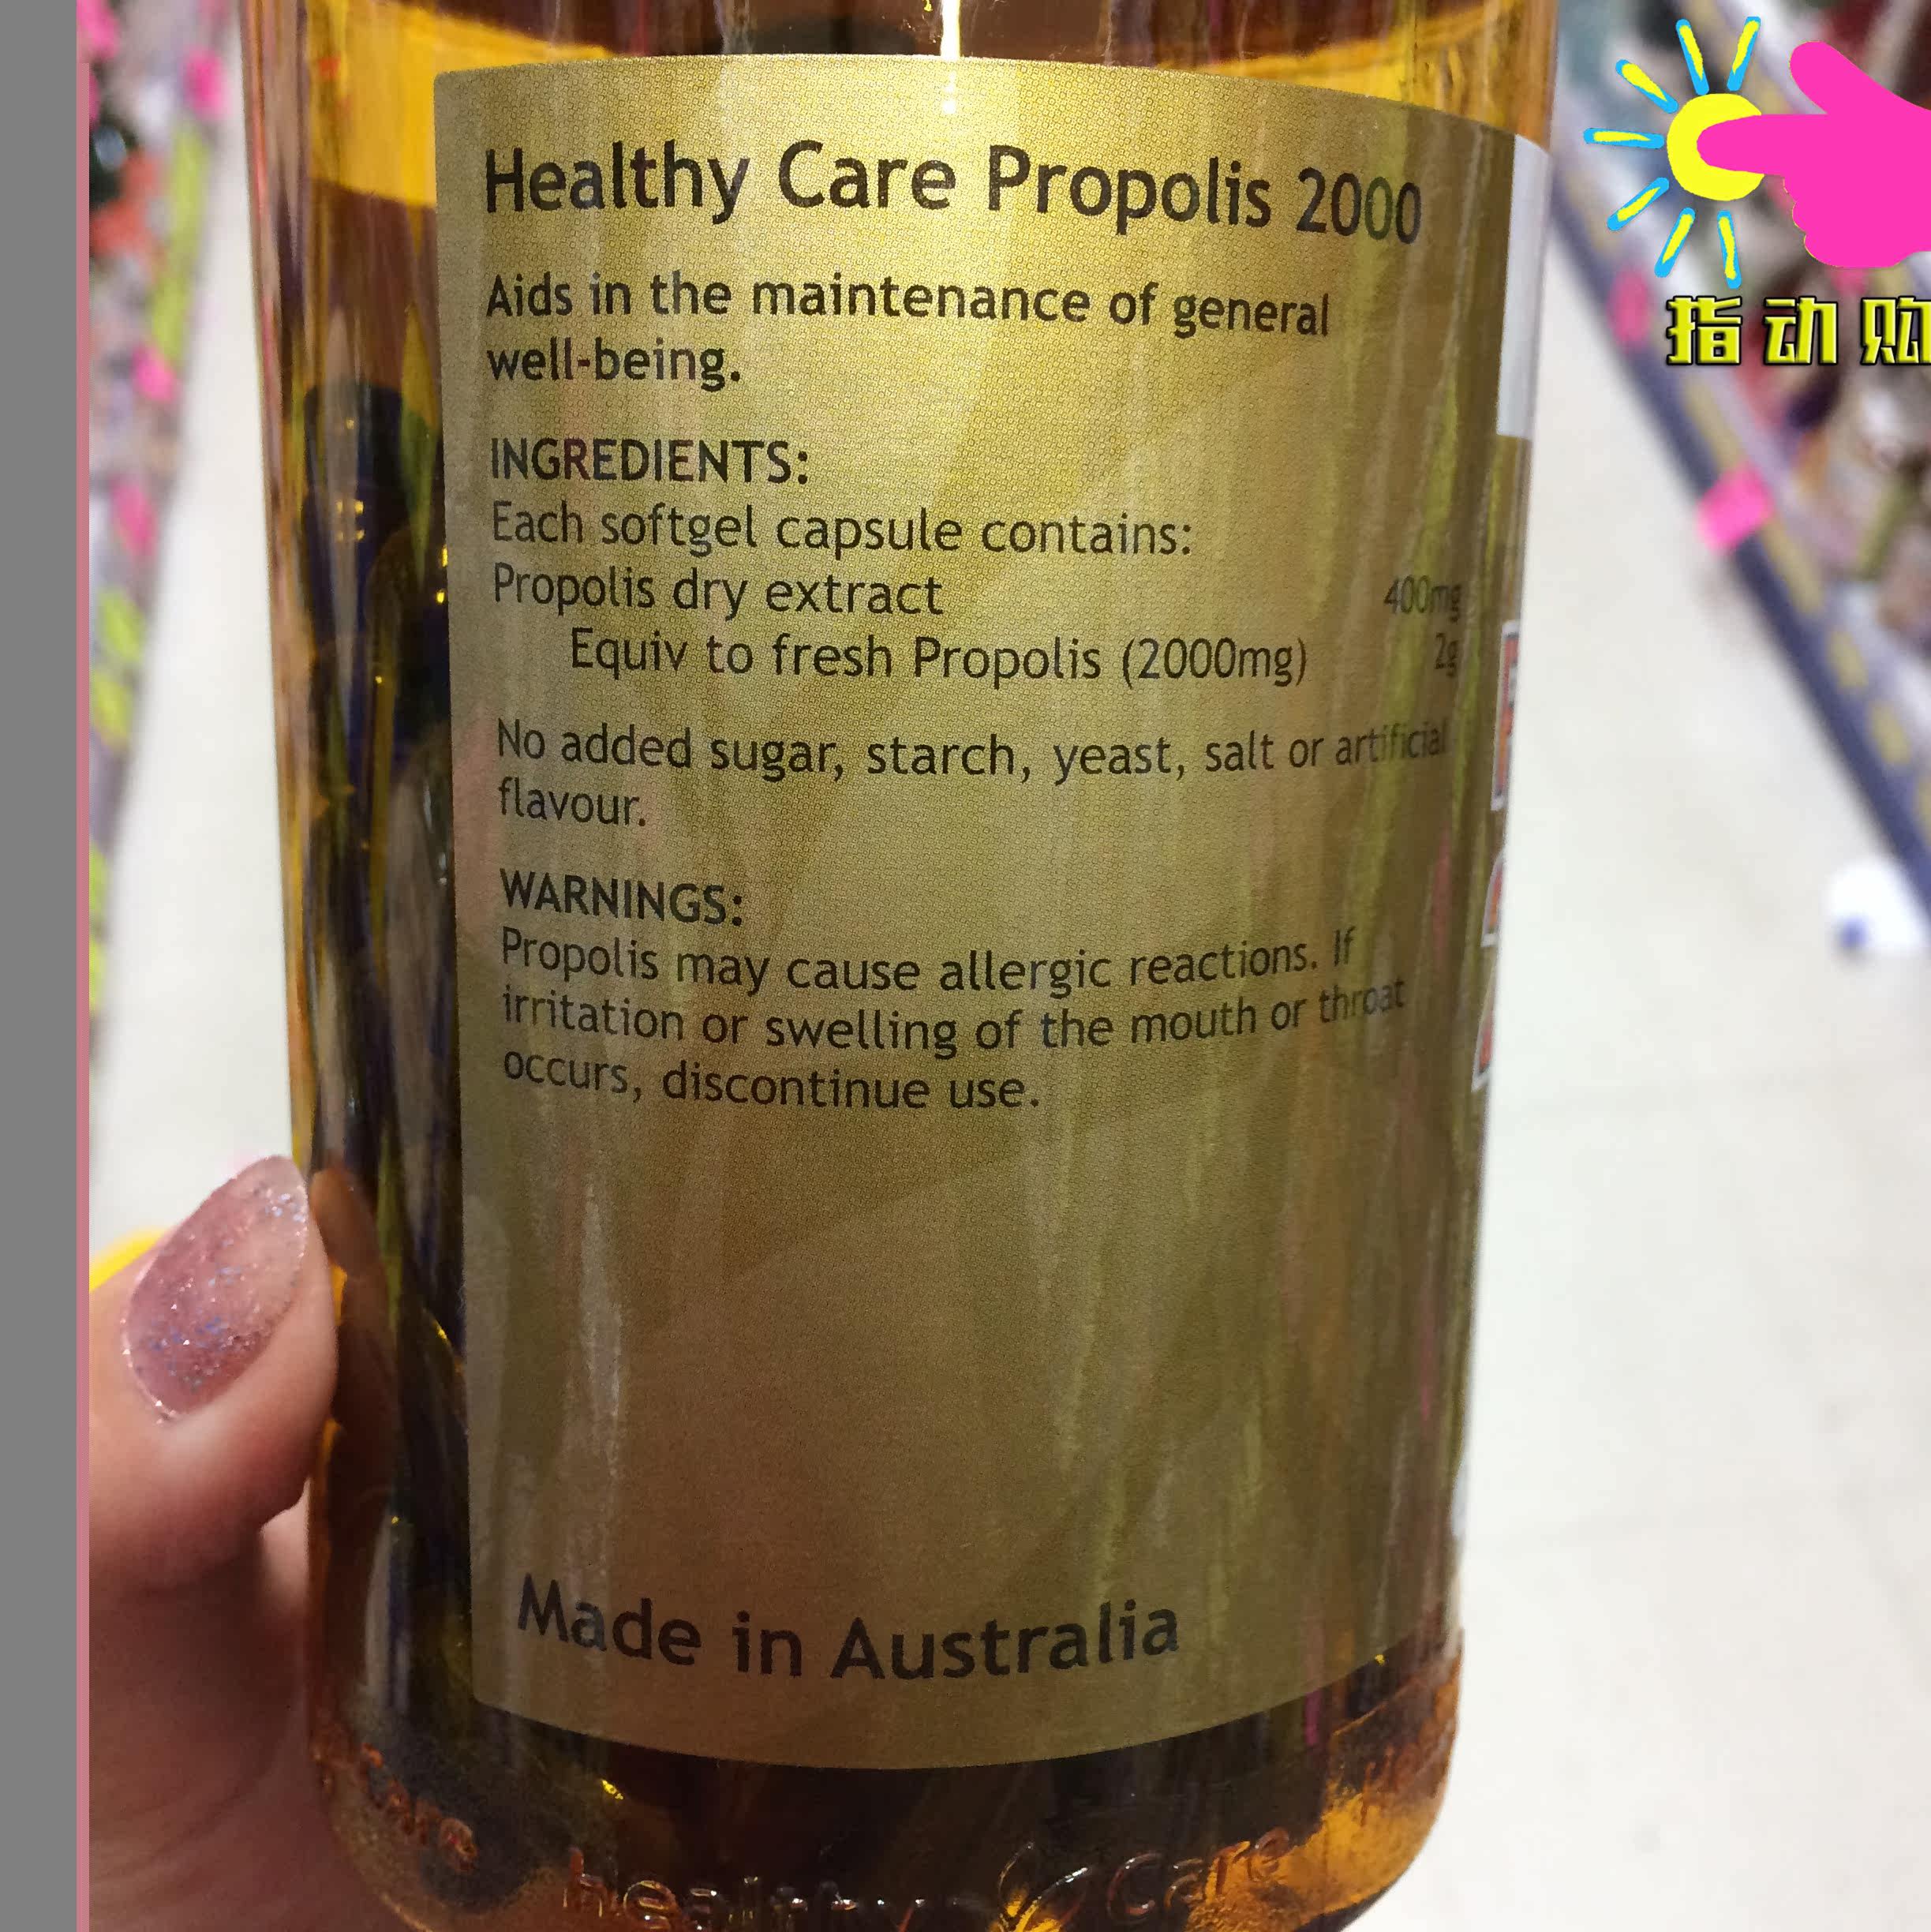 Healthy Care Propolis 2000
Aids in the maintenance of general
well-being.
INGREDIENTS:
Each softgel capsule contains:
Propolis dry extract 400mg
Equiv to fresh Propolis (2000mg) 2g
No added sugar, starch, yeast, salt or artificial
flavour.
WARNINGS:
Propolis may cause allergic reactions. If
irritation or swelling of the mouth or throat
occurs, discontinue use.
Made in Australia
care healthy care
指动购